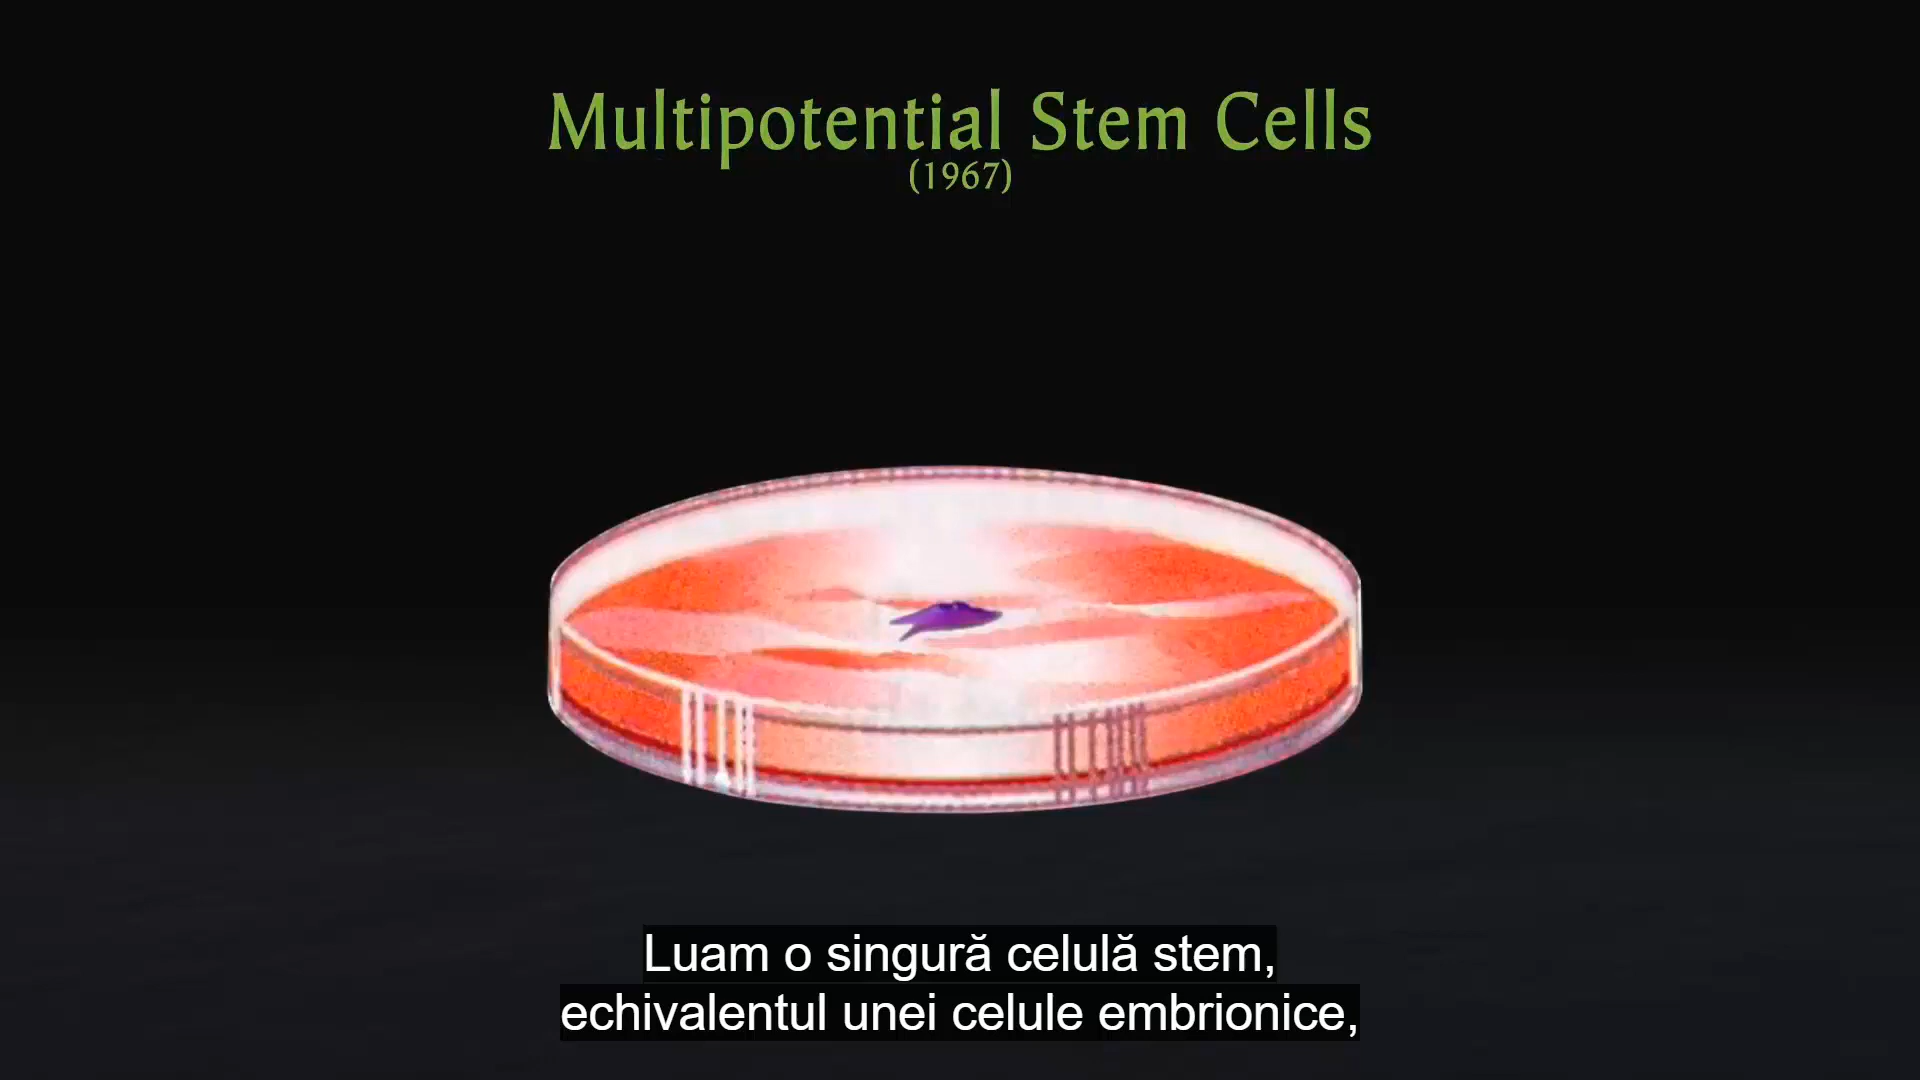 Multipotential Stem Cells
(1967)
Luam o singură celulă stem,
echivalentul unei celule embrionice,